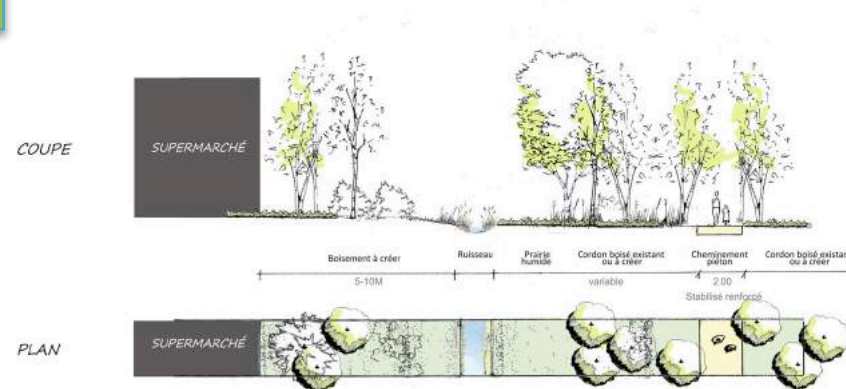 COUPE
SUPERMARCHÉ
Boisement à créer
Ruisseau
Prairie
humide
Cordon boisé existant
ou à créer
Cheminement
piéton
Cordon boisé existan
ou à créer
5-10M
variable
2.00
Stabilisé renforcé
PLAN
SUPERMARCHÉ